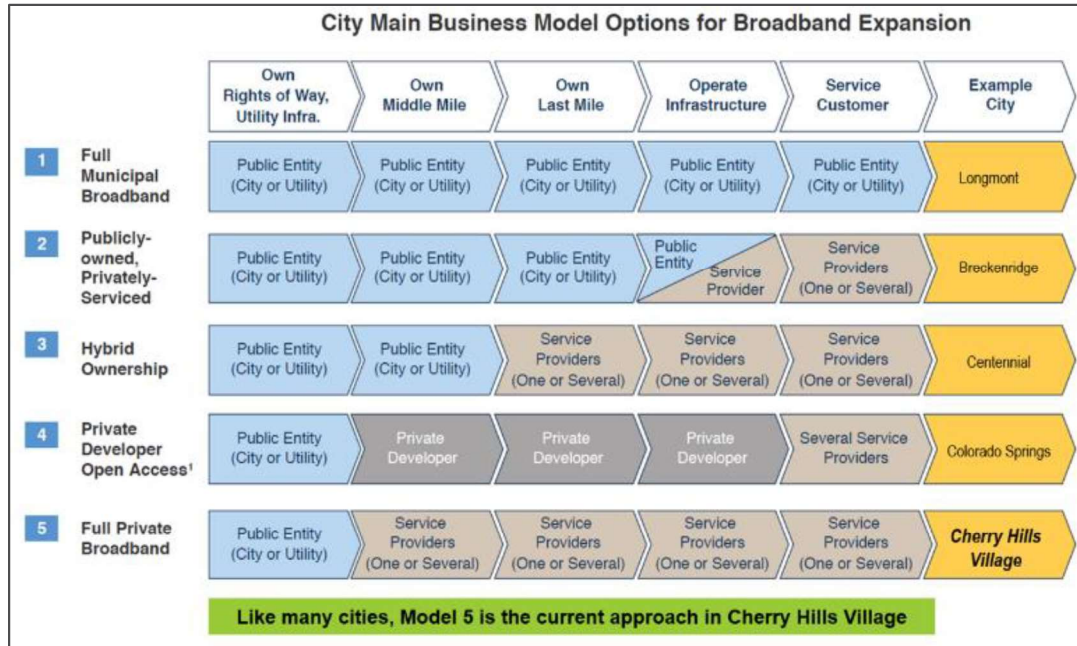 City Main Business Model Options for Broadband Expansion
Own
Rights of Way,
Utility Infra.
Own
Middle Mile
Own
Last Mile
Operate
Infrastructure
Service
Customer
Example
City
1
Full
Municipal
Broadband
Public Entity
(City or Utility)
Public Entity
(City or Utility)
Public Entity
(City or Utility)
Public Entity
(City or Utility)
Public Entity
(City or Utility)
Longmont
2
Publicly-
owned,
Privately-
Serviced
Public Entity
(City or Utility)
Public Entity
(City or Utility)
Public Entity
(City or Utility)
Public
Entity
Service
Provider
Service
Providers
(One or Several)
Breckenridge
3
Hybrid
Ownership
Public Entity
(City or Utility)
Public Entity
(City or Utility)
Service
Providers
(One or Several)
Service
Providers
(One or Several)
Service
Providers
(One or Several)
Centennial
4
Private
Developer
Open Access¹
Public Entity
(City or Utility)
Private
Developer
Private
Developer
Private
Developer
Several Service
Providers
Colorado Springs
5
Full Private
Broadband
Public Entity
(City or Utility)
Service
Providers
(One or Several)
Service
Providers
(One or Several)
Service
Providers
(One or Several)
Service
Providers
(One or Several)
Cherry Hills
Village
Like many cities, Model 5 is the current approach in Cherry Hills Village